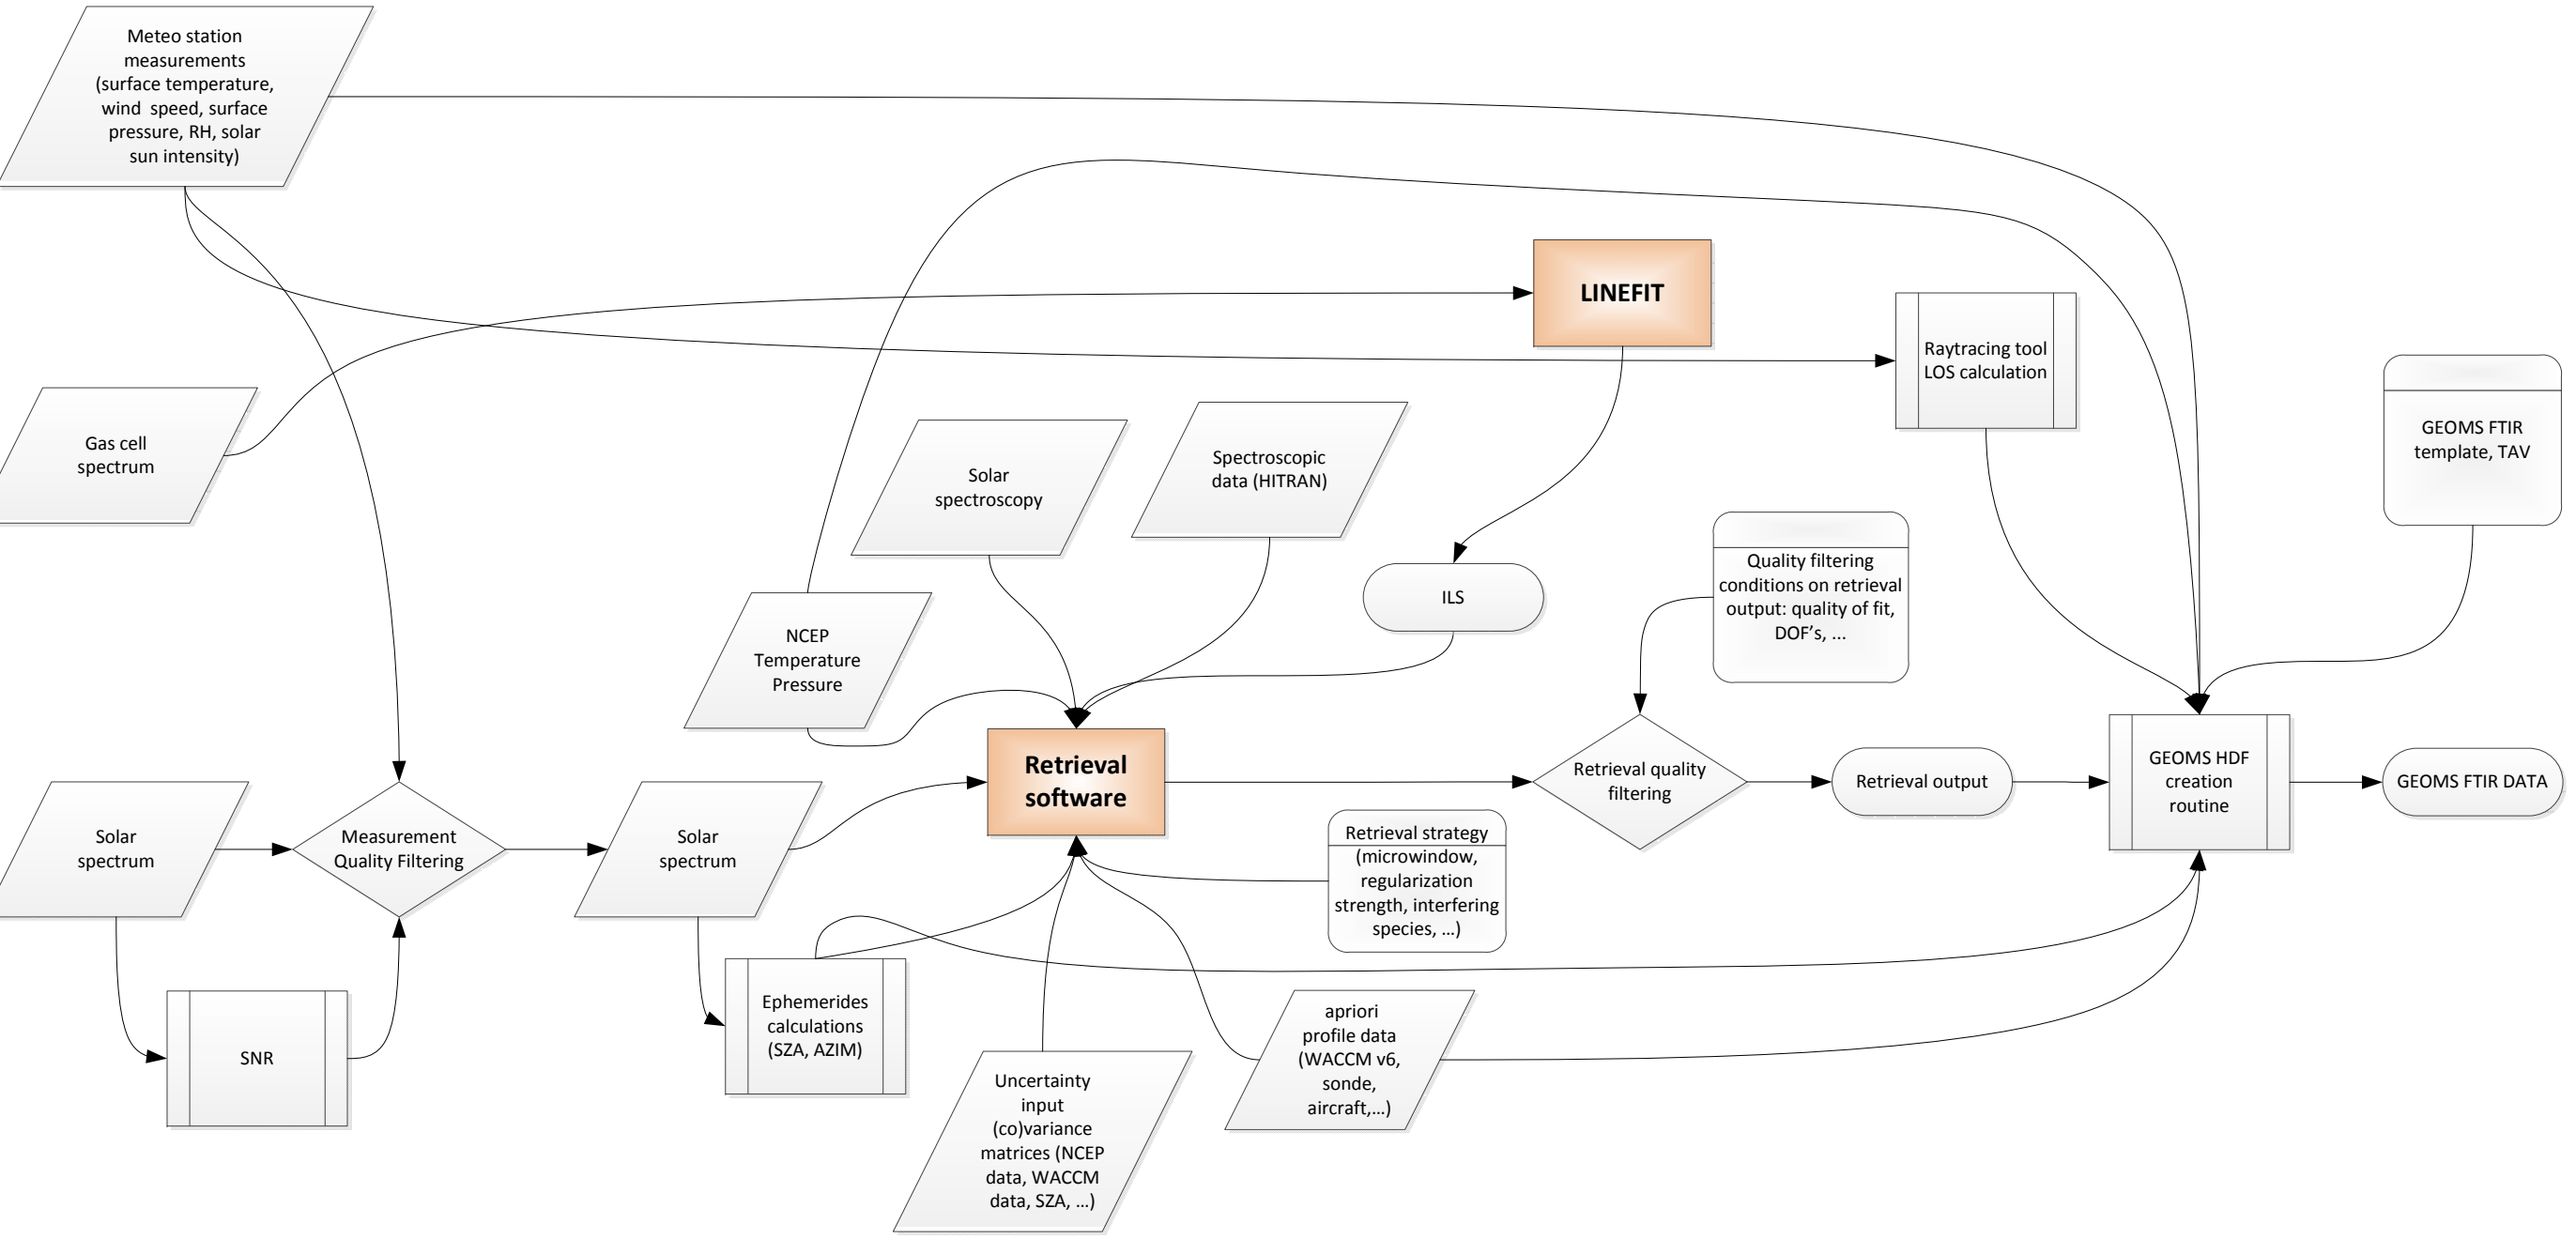 Meteo station
measurements
(surface temperature,
wind speed, surface
pressure, RH, solar
sun intensity)
LINEFIT
Raytracing tool
LOS calculation
Gas cell
spectrum
GEOMS FTIR
template, TAV
Solar
spectroscopy
Spectroscopic
data (HITRAN)
ILS
Quality filtering
conditions on retrieval
output: quality of fit,
DOF's, ...
NCEP
Temperature
Pressure
Solar
spectrum
Measurement
Quality Filtering
Solar
spectrum
Retrieval
software
Retrieval quality
filtering
Retrieval output
GEOMS HDF
creation
routine
GEOMS FTIR DATA
Retrieval strategy
(microwindow,
regularization
strength, interfering
species, ...)
SNR
Ephemerides
calculations
(SZA, AZIM)
Uncertainty
input
(co)variance
matrices (NCEP
data, WACCM
data, SZA, ...)
apriori
profile data
(WACCM v6,
sonde,
aircraft,...)